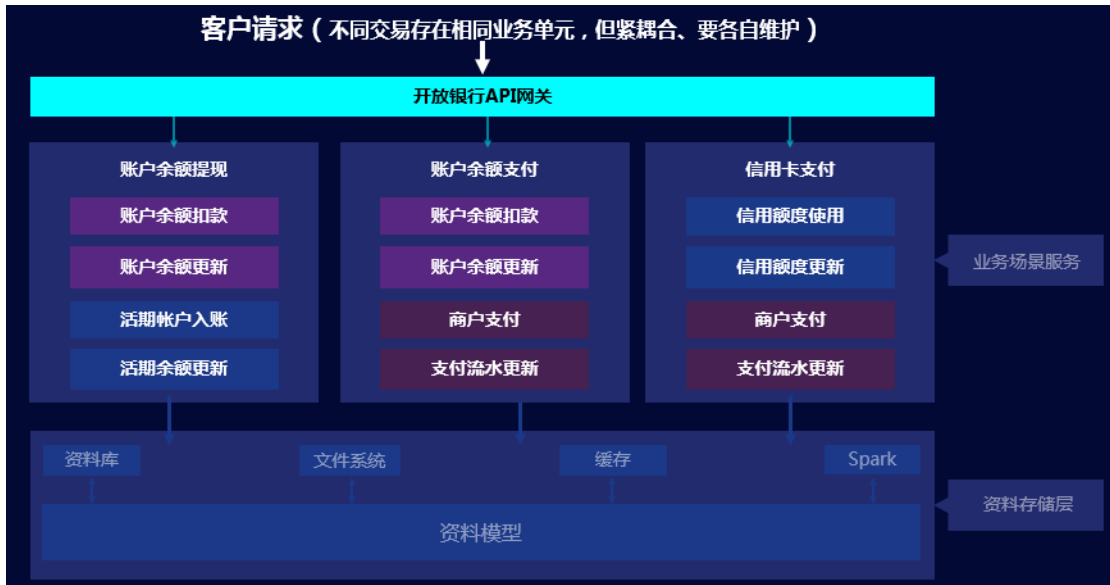 客户请求（不同交易存在相同业务单元，但紧耦合、要各自维护）
开放银行API网关
账户余额提现
账户余额扣款
账户余额更新
活期帐户入账
活期余额更新
账户余额支付
账户余额扣款
账户余额更新
商户支付
支付流水更新
信用卡支付
信用额度使用
信用额度更新
商户支付
支付流水更新
业务场景服务
资料库
文件系统
缓存
Spark
资料模型
资料存储层